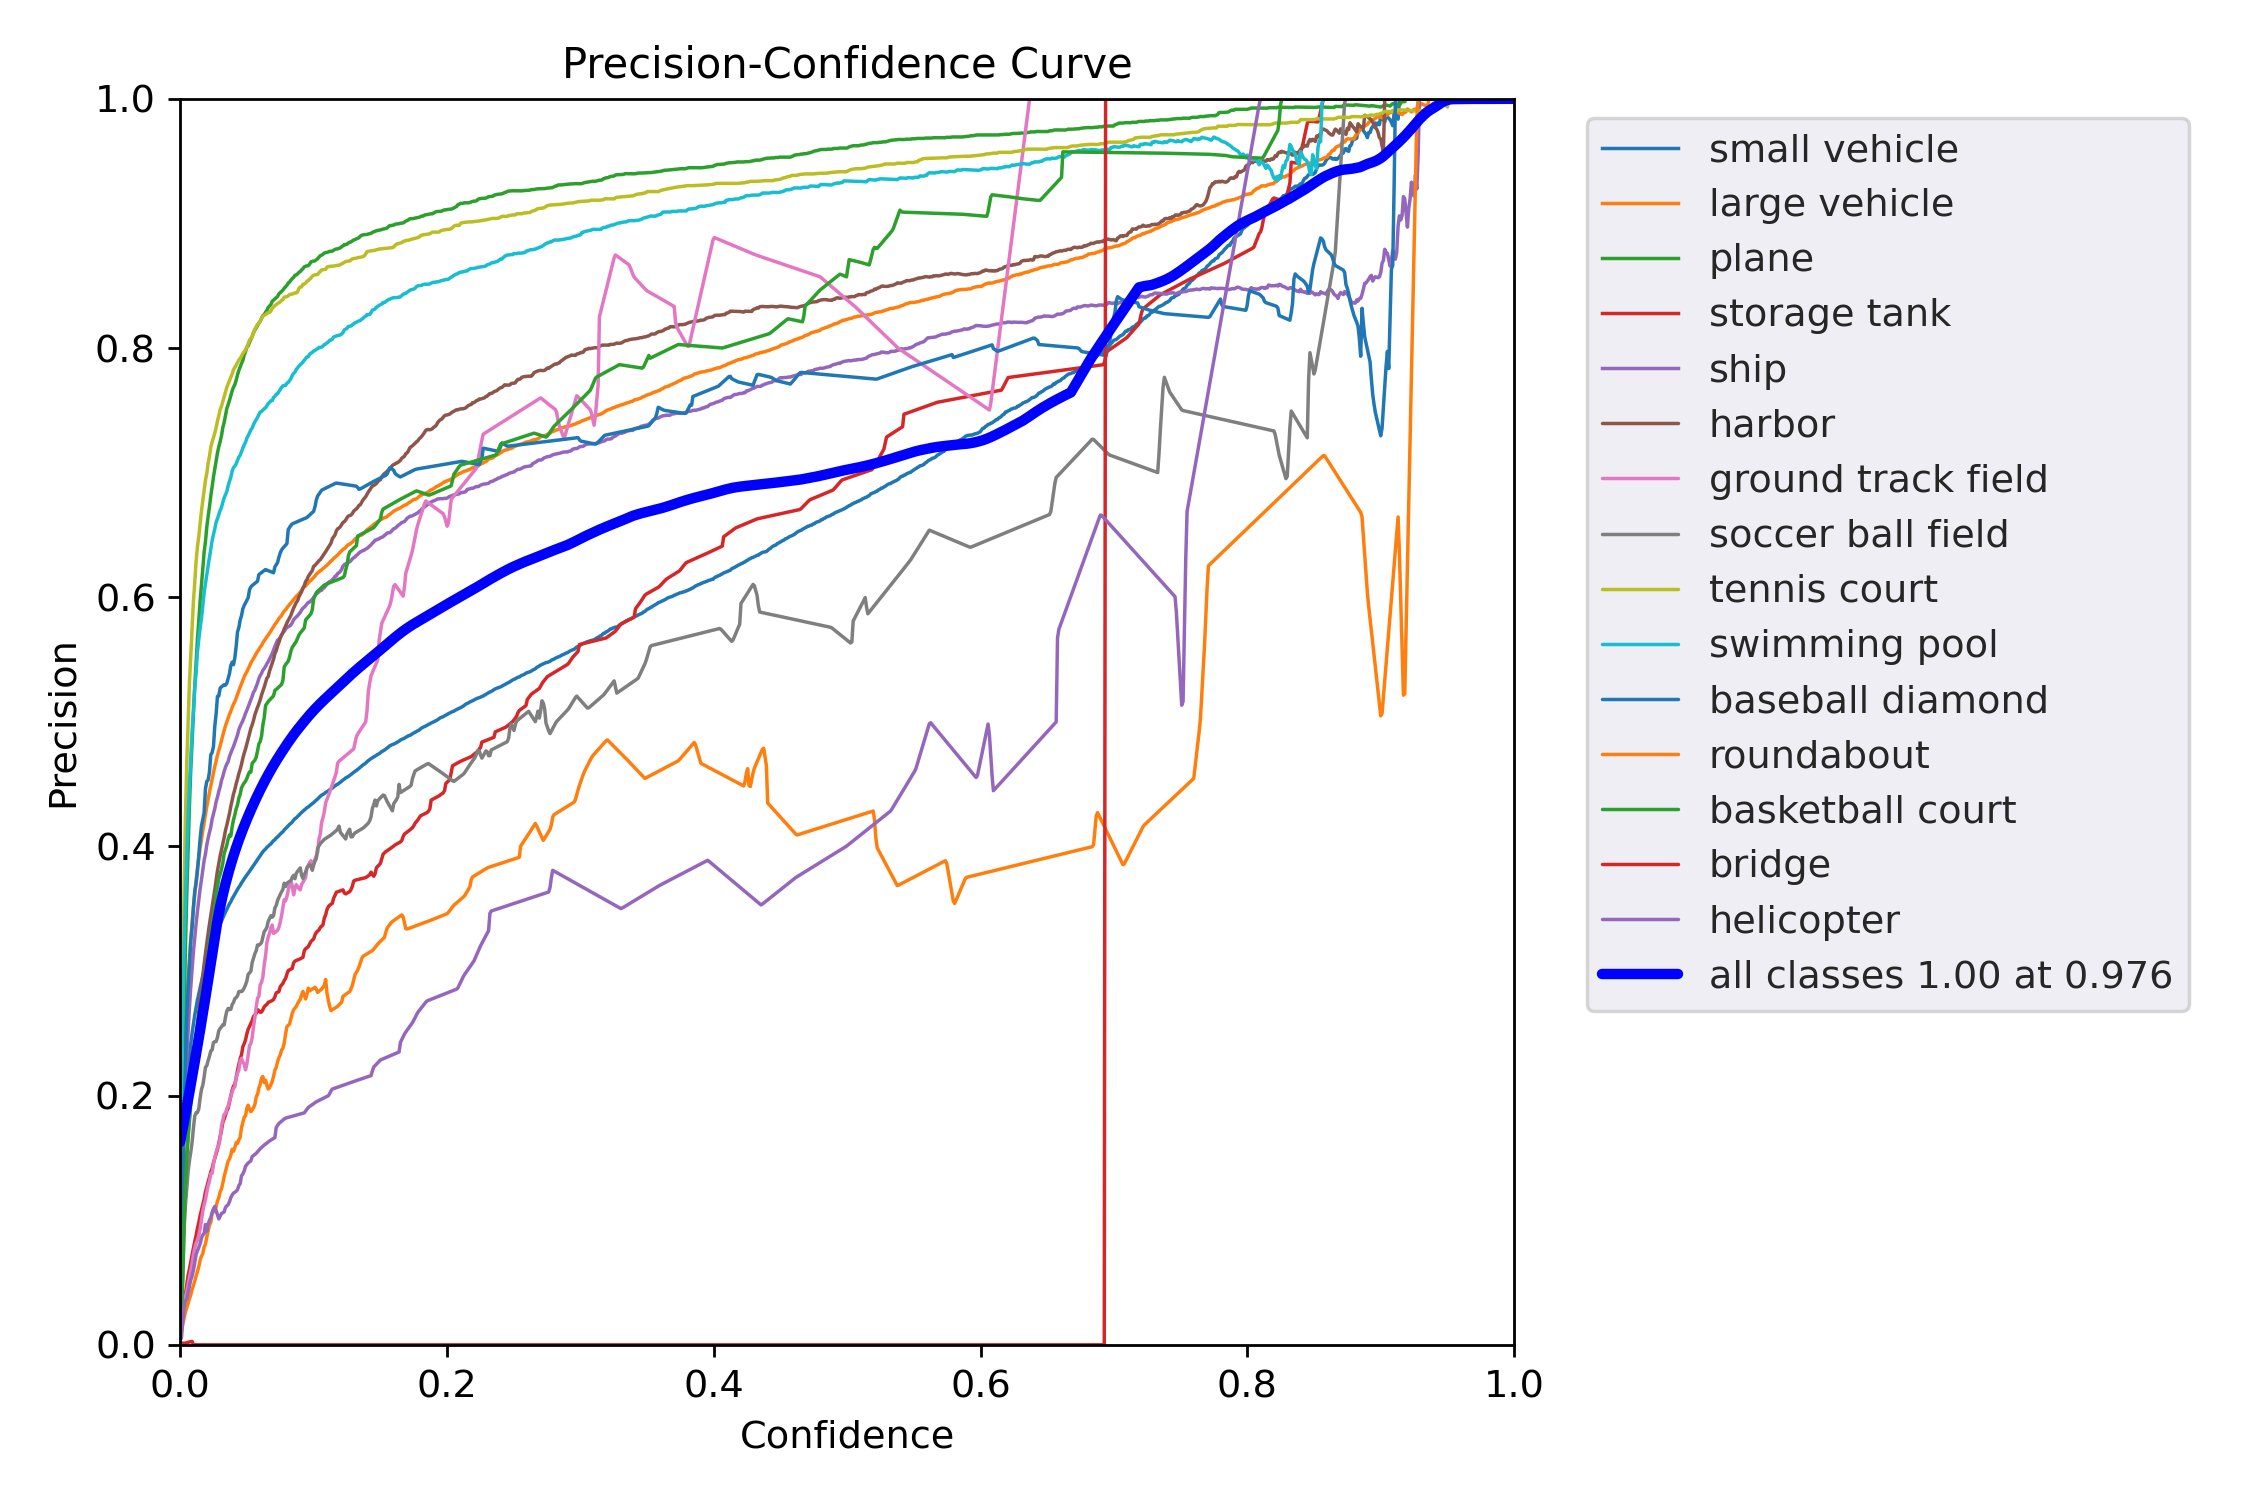 Precision-Confidence Curve
1.0
0.8
0.6
0.4
0.2
0.0
Precision
0.0 0.2 0.4 0.6 0.8 1.0
Confidence
small vehicle
large vehicle
plane
storage tank
ship
harbor
ground track field
soccer ball field
tennis court
swimming pool
baseball diamond
roundabout
basketball court
bridge
helicopter
all classes 1.00 at 0.976